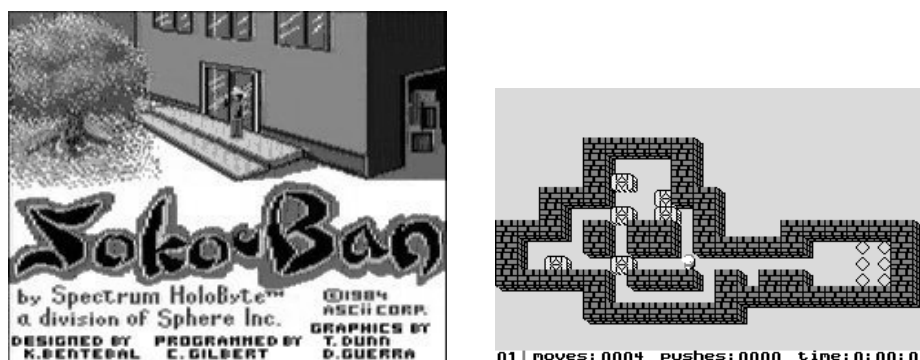 Soko-Ban
by Spectrum HoloByte™
a division of Sphere Inc.
©1984
ASCii CORP.
DESIGNED BY
K.BENTEBAL
PROGRAMMED BY
C.GILBERT
GRAPHICS BY
T.DUNN
D.GUERRA
01 moves:0004 pushes:0000 time:0:00:0